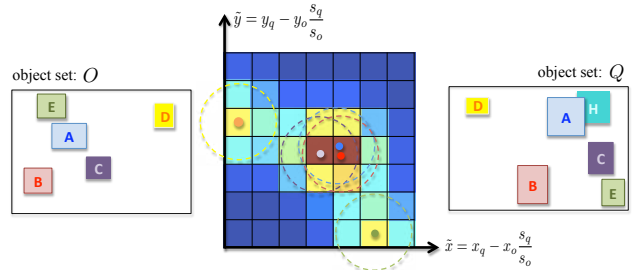 ỹ = y_q − y_o s_q/s_o
object set: O
E
A
D
C
B
object set: Q
D
A
H
C
B
E
x̃ = x_q − x_o s_q/s_o